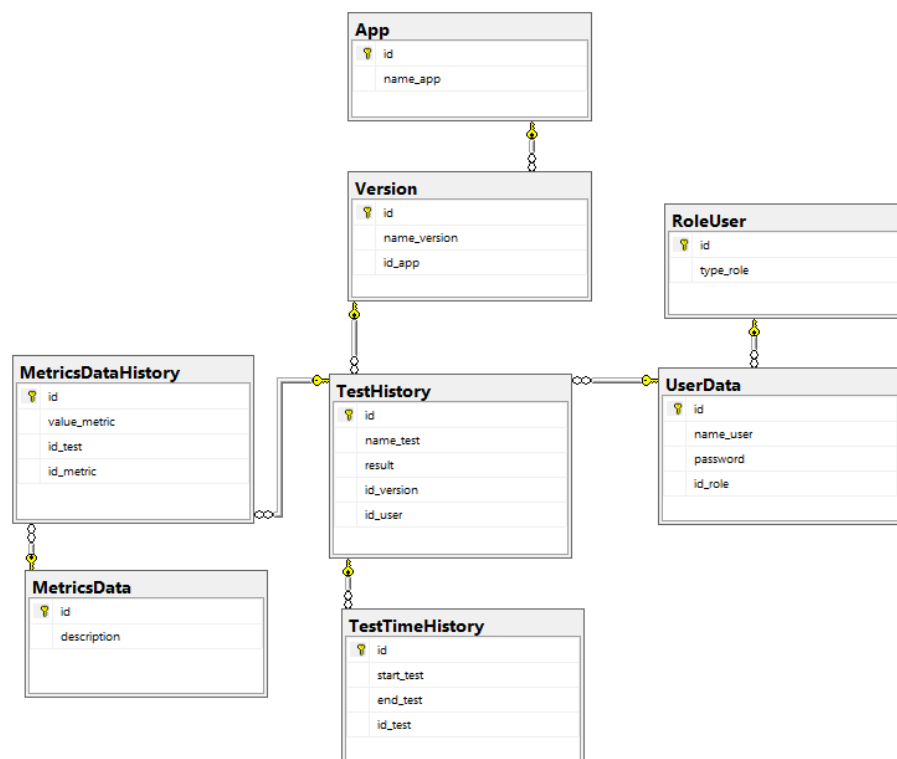 App
id
name_app
Version
id
name_version
id_app
RoleUser
id
type_role
MetricsDataHistory
id
value_metric
id_test
id_metric
TestHistory
id
name_test
result
id_version
id_user
UserData
id
name_user
password
id_role
MetricsData
id
description
TestTimeHistory
id
start_test
end_test
id_test